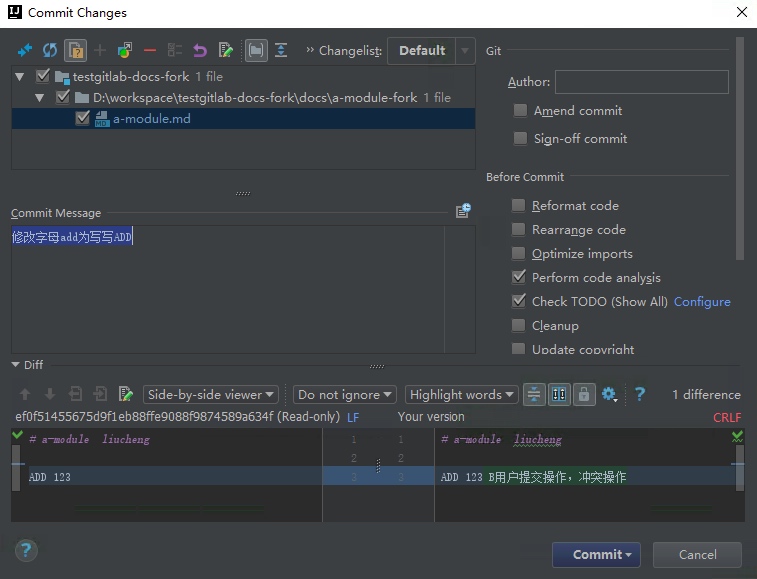 Commit Changes
Changelist: Default
Git
testgitlab-docs-fork 1 file
D:\workspace\testgitlab-docs-fork\docs\a-module-fork 1 file
a-module.md
Author:
Amend commit
Sign-off commit
Before Commit
Commit Message
修改字母add为写写ADD
Reformat code
Rearrange code
Optimize imports
Perform code analysis
Check TODO (Show All) Configure
Cleanup
Update copyright
Diff
Side-by-side viewer Do not ignore Highlight words ? 1 difference
ef0f51455675d9f1eb88ffe9088f9874589a634f (Read-only) LF Your version CRLF
# a-module liucheng 1 1 # a-module liucheng
2 2
ADD 123 3 3 ADD 123 B用户提交操作，冲突操作
? Commit Cancel